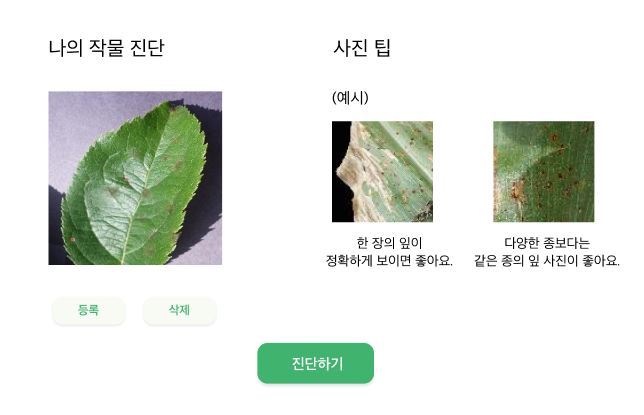 나의 작물 진단
사진 팁
(예시)
한 장의 잎이
정확하게 보이면 좋아요.
다양한 종보다는
같은 종의 잎 사진이 좋아요.
등록
삭제
진단하기